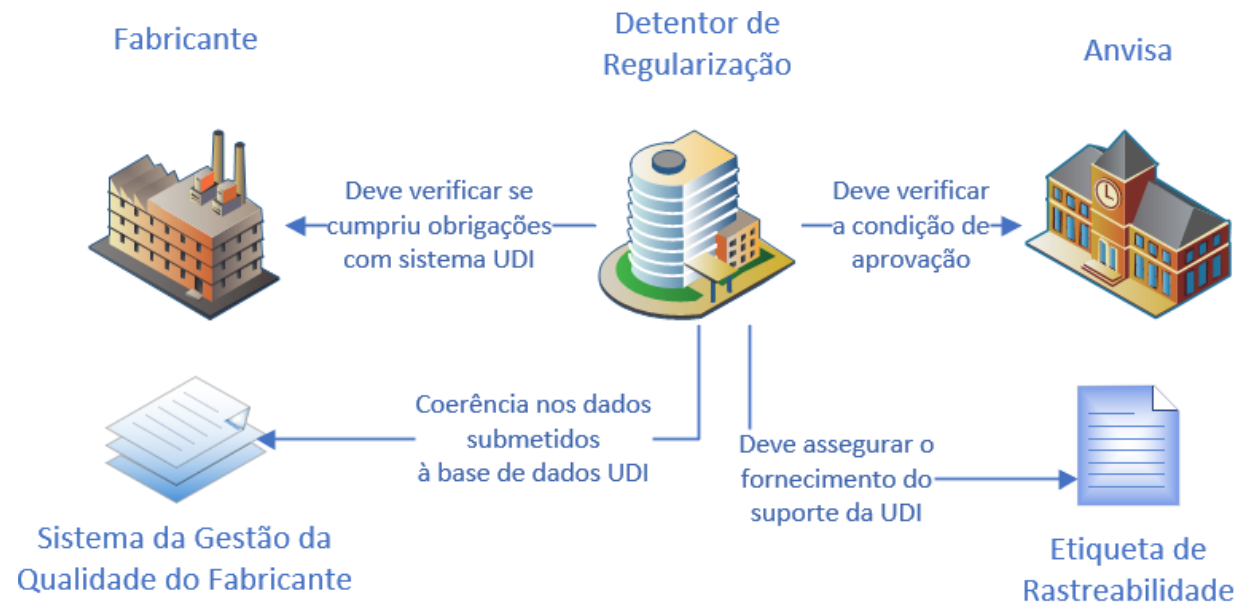 Fabricante
Detentor de
Regularização
Anvisa
Deve verificar se
cumpriu obrigações
com sistema UDI
Deve verificar
a condição de
aprovação
Coerência nos dados
submetidos
à base de dados UDI
Deve assegurar o
fornecimento do
suporte da UDI
Sistema da Gestão da
Qualidade do Fabricante
Etiqueta de
Rastreabilidade